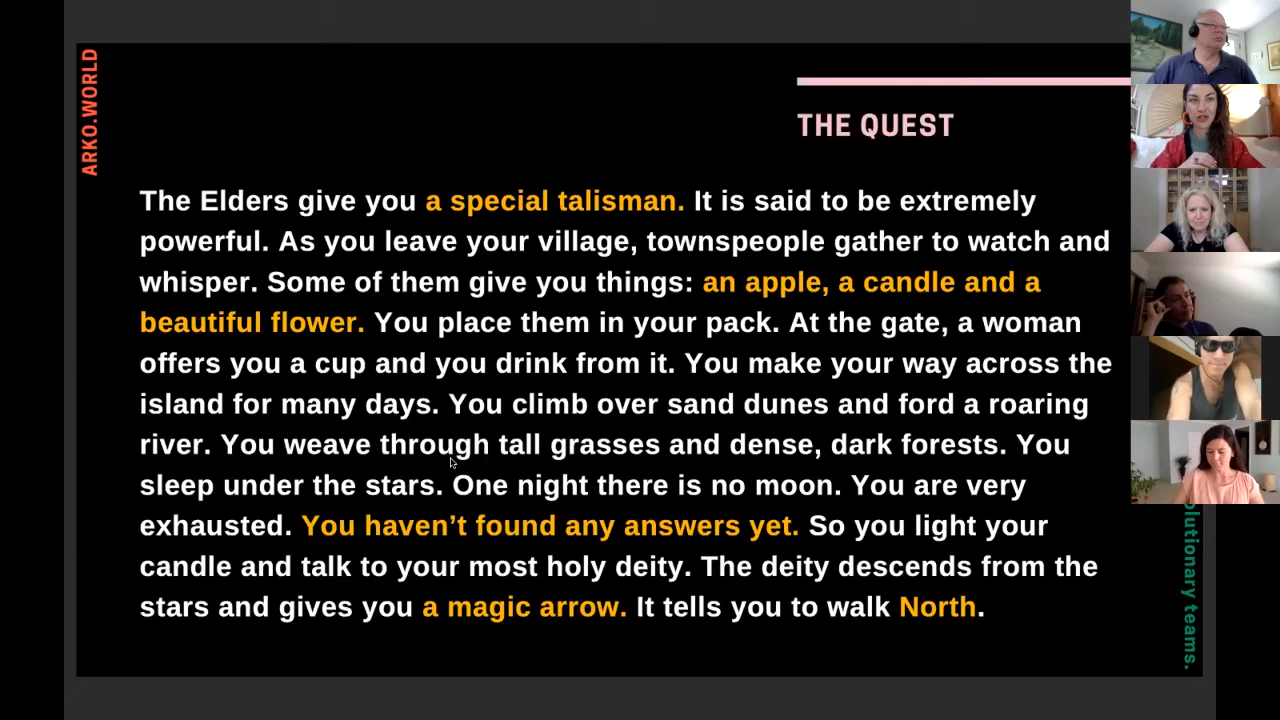 ARKO.WORLD
THE QUEST
The Elders give you a special talisman. It is said to be extremely
powerful. As you leave your village, townspeople gather to watch and
whisper. Some of them give you things: an apple, a candle and a
beautiful flower. You place them in your pack. At the gate, a woman
offers you a cup and you drink from it. You make your way across the
island for many days. You climb over sand dunes and ford a roaring
river. You weave through tall grasses and dense, dark forests. You
sleep under the stars. One night there is no moon. You are very
exhausted. You haven’t found any answers yet. So you light your
candle and talk to your most holy deity. The deity descends from the
stars and gives you a magic arrow. It tells you to walk North.
teams.